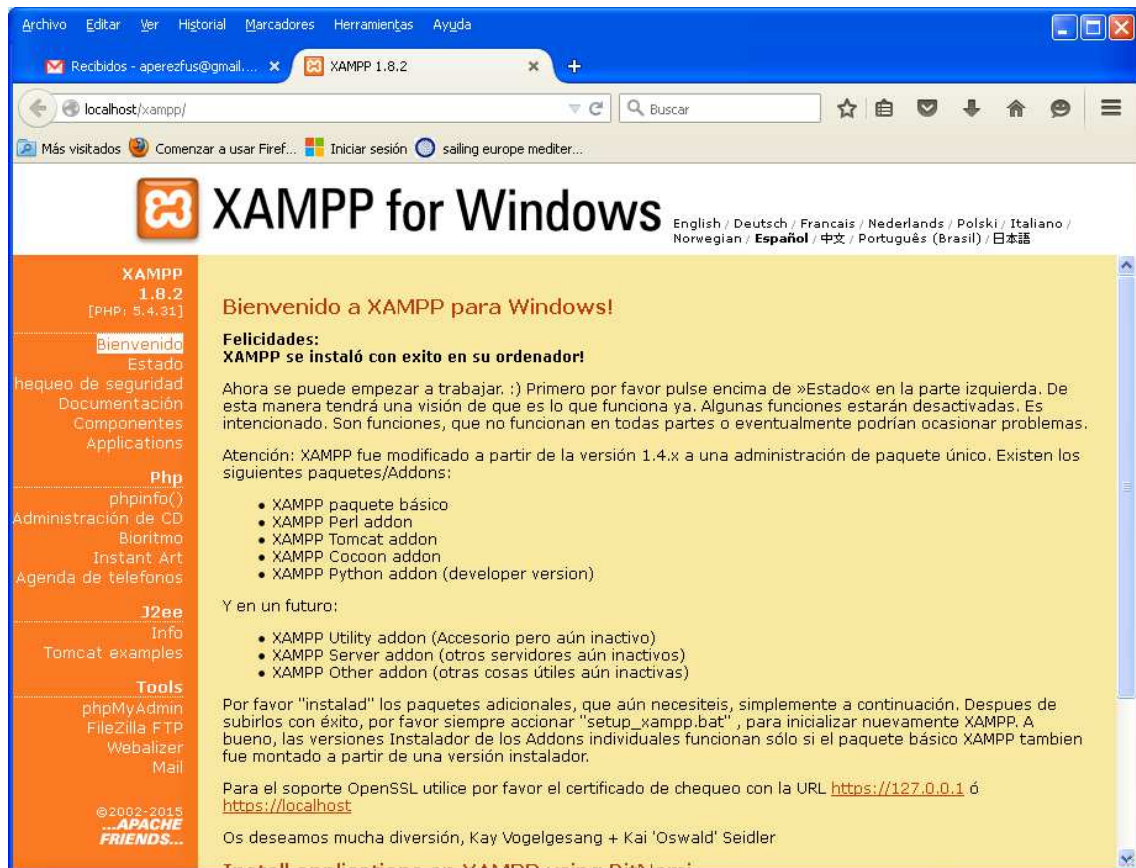 Archivo Editar Ver Historial Marcadores Herramientas Ayuda
Recibidos - aperezfus@gmail....
XAMPP 1.8.2
localhost/xampp/
Buscar
Más visitados Comenzar a usar Firef... Iniciar sesión sailing europe mediter...
XAMPP for Windows
English / Deutsch / Francais / Nederlands / Polski / Italiano /
Norwegian / Español / 中文 / Português (Brasil) / 日本語
XAMPP
1.8.2
[PHP: 5.4.31]
Bienvenido
Estado
hequeo de seguridad
Documentación
Componentes
Applications
Php
phpinfo()
Administración de CD
Bioritmo
Instant Art
Agenda de telefonos
J2ee
Info
Tomcat examples
Tools
phpMyAdmin
FileZilla FTP
Webalizer
Mail
©2002-2015
...APACHE
FRIENDS...
Bienvenido a XAMPP para Windows!
Felicidades:
XAMPP se instaló con exito en su ordenador!
Ahora se puede empezar a trabajar. :) Primero por favor pulse encima de »Estado« en la parte izquierda. De
esta manera tendrá una visión de que es lo que funciona ya. Algunas funciones estarán desactivadas. Es
intencionado. Son funciones, que no funcionan en todas partes o eventualmente podrían ocasionar problemas.
Atención: XAMPP fue modificado a partir de la versión 1.4.x a una administración de paquete único. Existen los
siguientes paquetes/Addons:
• XAMPP paquete básico
• XAMPP Perl addon
• XAMPP Tomcat addon
• XAMPP Cocoon addon
• XAMPP Python addon (developer version)
Y en un futuro:
• XAMPP Utility addon (Accesorio pero aún inactivo)
• XAMPP Server addon (otros servidores aún inactivos)
• XAMPP Other addon (otras cosas útiles aún inactivas)
Por favor "instalad" los paquetes adicionales, que aún necesiteis, simplemente a continuación. Despues de
subirlos con éxito, por favor siempre accionar "setup_xampp.bat" , para inicializar nuevamente XAMPP. A
bueno, las versiones Instalador de los Addons individuales funcionan sólo si el paquete básico XAMPP tambien
fue montado a partir de una versión instalador.
Para el soporte OpenSSL utilice por favor el certificado de chequeo con la URL https://127.0.0.1 ó
https://localhost
Os deseamos mucha diversión, Kay Vogelgesang + Kai 'Oswald' Seidler
Install applications on XAMPP using BitNami